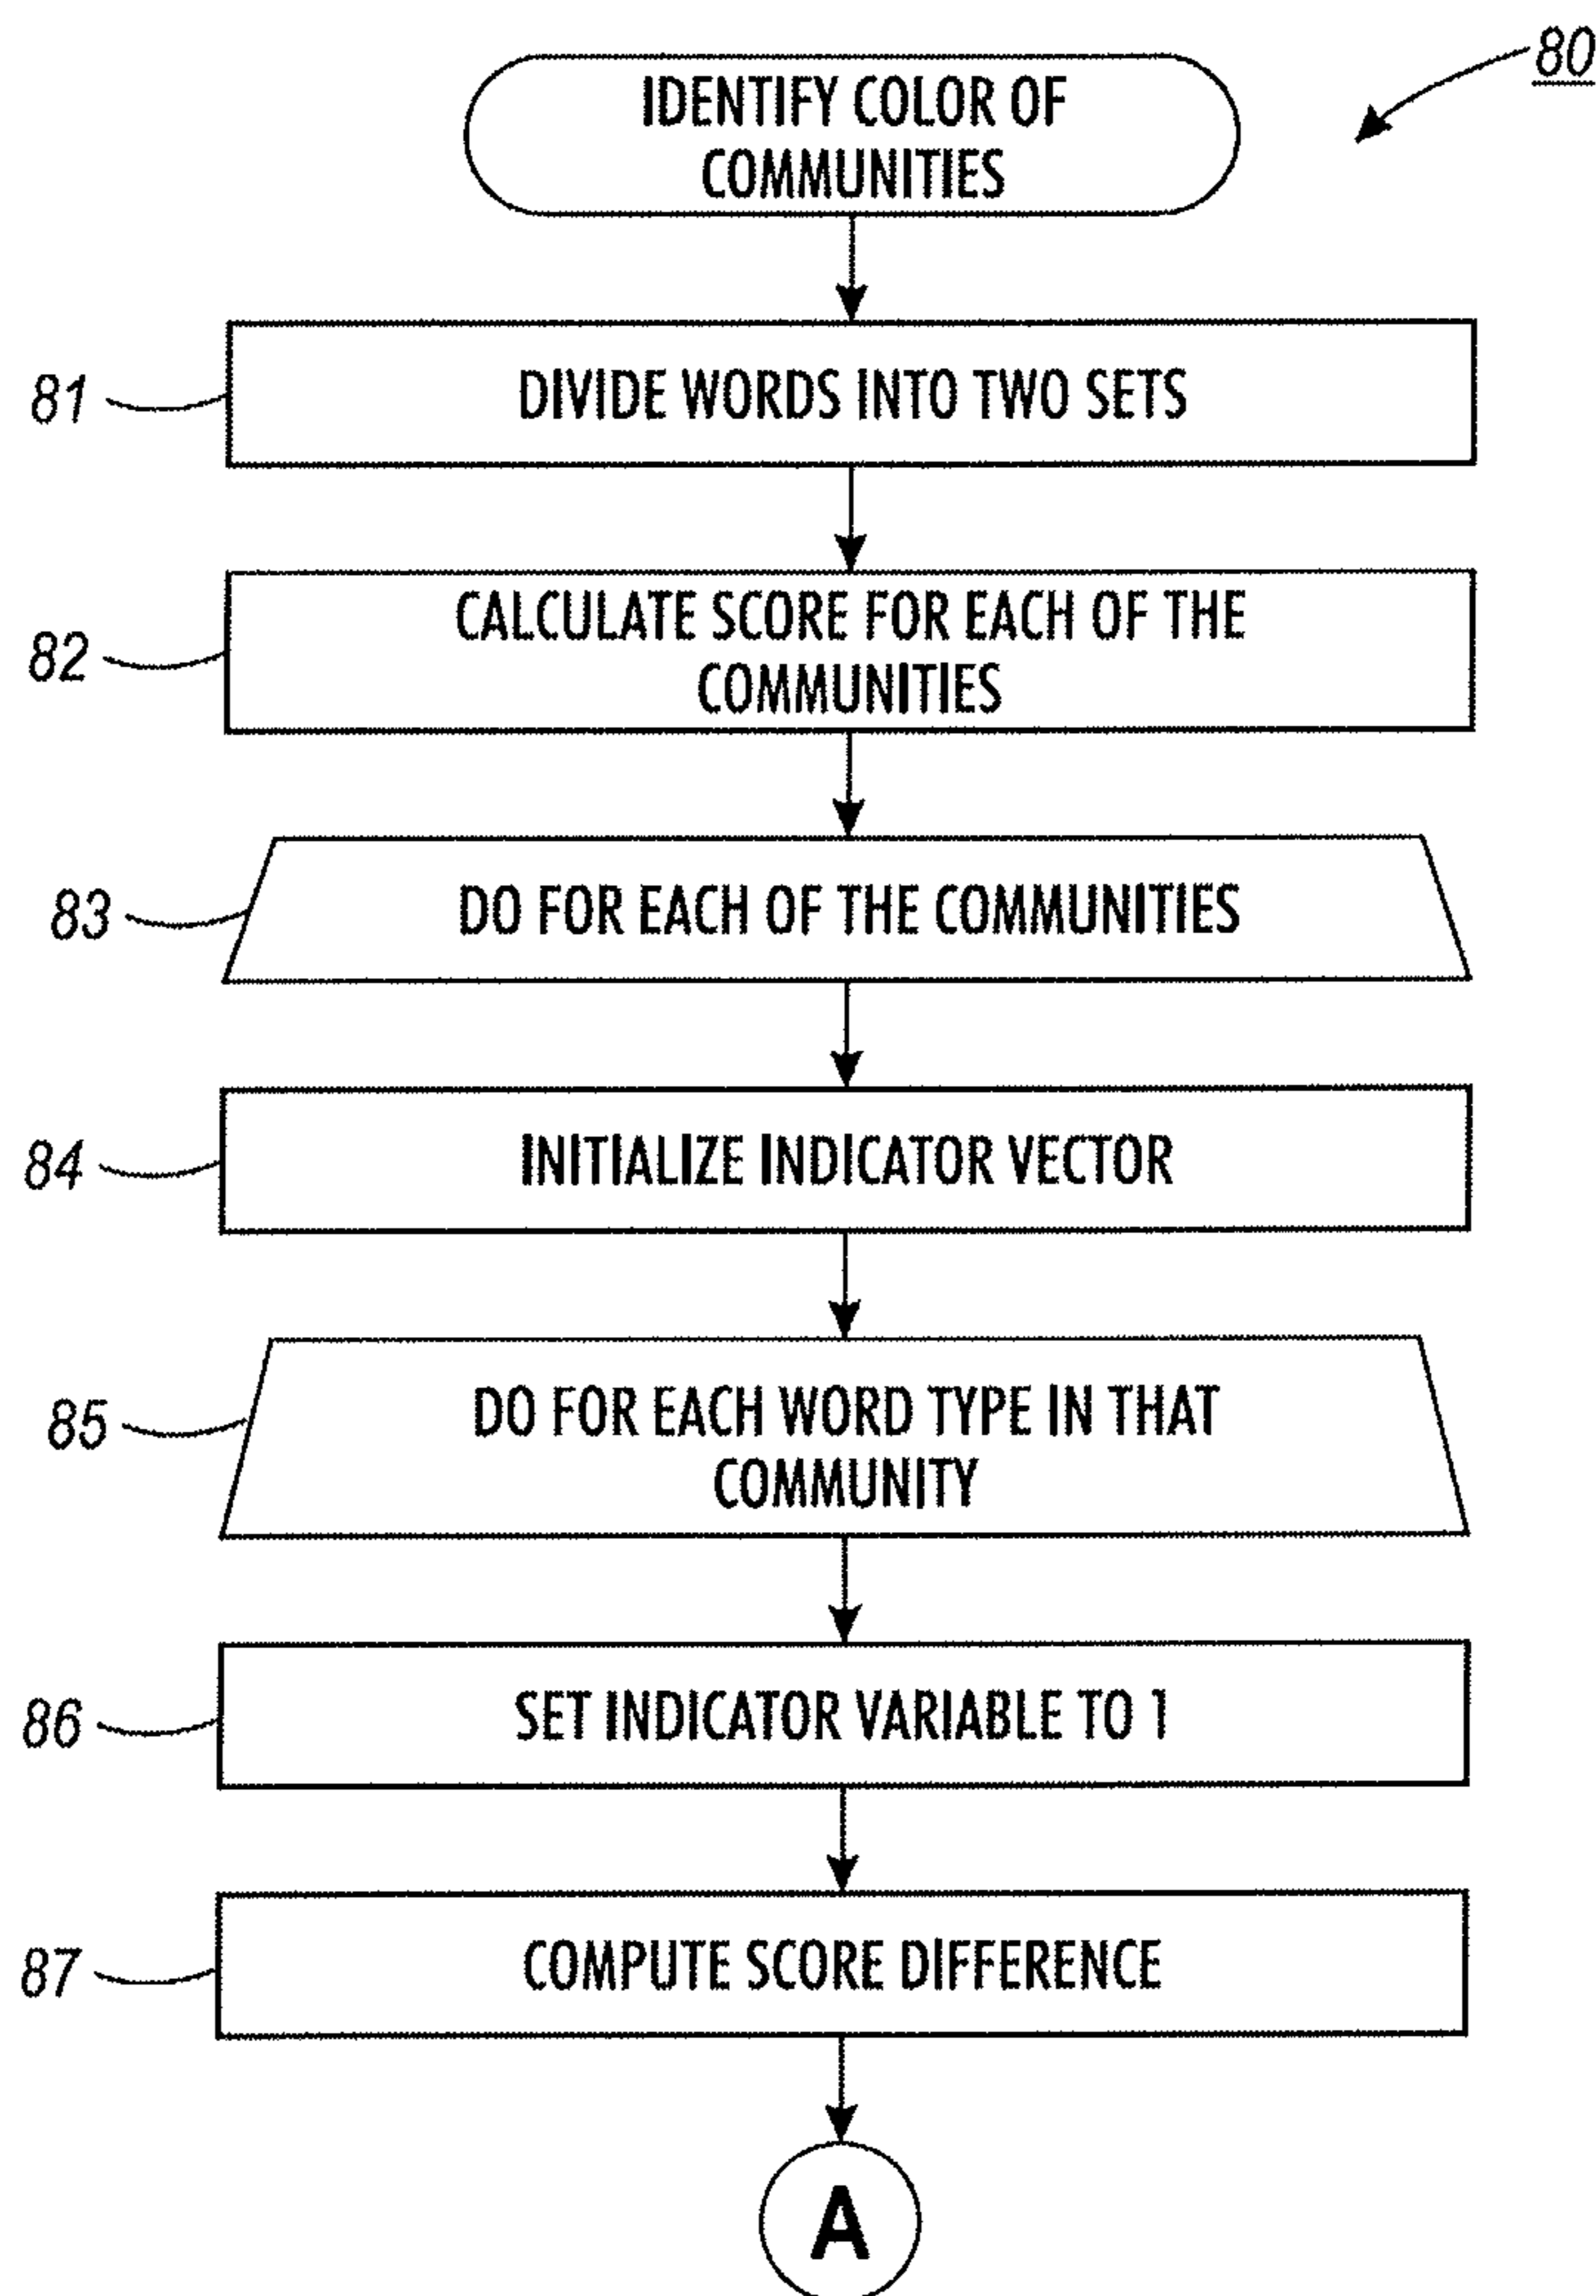 80
IDENTIFY COLOR OF
COMMUNITIES
81
DIVIDE WORDS INTO TWO SETS
82
CALCULATE SCORE FOR EACH OF THE
COMMUNITIES
83
DO FOR EACH OF THE COMMUNITIES
84
INITIALIZE INDICATOR VECTOR
85
DO FOR EACH WORD TYPE IN THAT
COMMUNITY
86
SET INDICATOR VARIABLE TO 1
87
COMPUTE SCORE DIFFERENCE
A